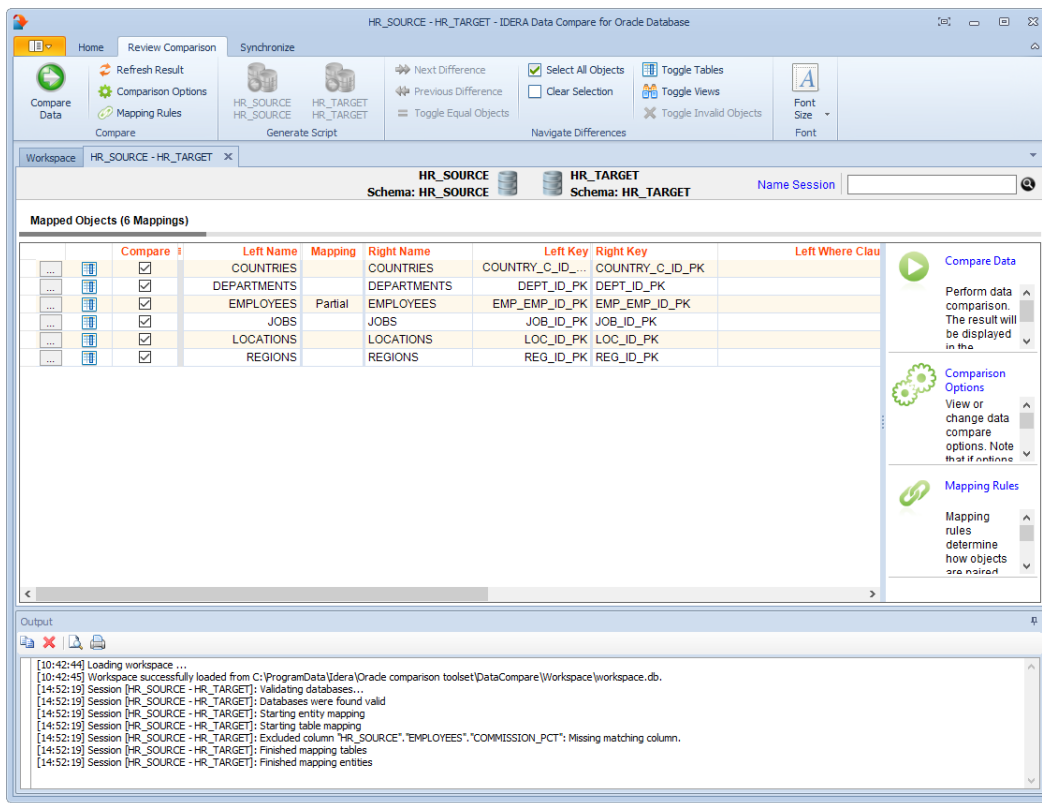 HR_SOURCE - HR_TARGET - IDERA Data Compare for Oracle Database
Home Review Comparison Synchronize
Compare Data
Refresh Result
Comparison Options
Mapping Rules
Compare
HR_SOURCE HR_SOURCE
HR_TARGET HR_TARGET
Generate Script
Next Difference
Previous Difference
Toggle Equal Objects
Select All Objects
Clear Selection
Toggle Tables
Toggle Views
Toggle Invalid Objects
Navigate Differences
A
Font Size
Font
Workspace HR_SOURCE - HR_TARGET
HR_SOURCE HR_TARGET
Schema: HR_SOURCE Schema: HR_TARGET
Name Session
Mapped Objects (6 Mappings)
Compare Left Name Mapping Right Name Left Key Right Key Left Where Clau
... COUNTRIES COUNTRIES COUNTRY_C_ID_... COUNTRY_C_ID_PK
... DEPARTMENTS DEPARTMENTS DEPT_ID_PK DEPT_ID_PK
... EMPLOYEES Partial EMPLOYEES EMP_EMP_ID_PK EMP_EMP_ID_PK
... JOBS JOBS JOB_ID_PK JOB_ID_PK
... LOCATIONS LOCATIONS LOC_ID_PK LOC_ID_PK
... REGIONS REGIONS REG_ID_PK REG_ID_PK
Compare Data
Perform data
comparison.
The result will
be displayed
in the
Comparison
Options
View or
change data
compare
options. Note
that if options
Mapping Rules
Mapping
rules
determine
how objects
are paired
Output
[10:42:44] Loading workspace ...
[10:42:45] Workspace successfully loaded from C:\ProgramData\Idera\Oracle comparison toolset\DataCompare\Workspace\workspace.db.
[14:52:19] Session [HR_SOURCE - HR_TARGET]: Validating databases...
[14:52:19] Session [HR_SOURCE - HR_TARGET]: Databases were found valid
[14:52:19] Session [HR_SOURCE - HR_TARGET]: Starting entity mapping
[14:52:19] Session [HR_SOURCE - HR_TARGET]: Starting table mapping
[14:52:19] Session [HR_SOURCE - HR_TARGET]: Excluded column "HR_SOURCE"."EMPLOYEES"."COMMISSION_PCT": Missing matching column.
[14:52:19] Session [HR_SOURCE - HR_TARGET]: Finished mapping tables
[14:52:19] Session [HR_SOURCE - HR_TARGET]: Finished mapping entities